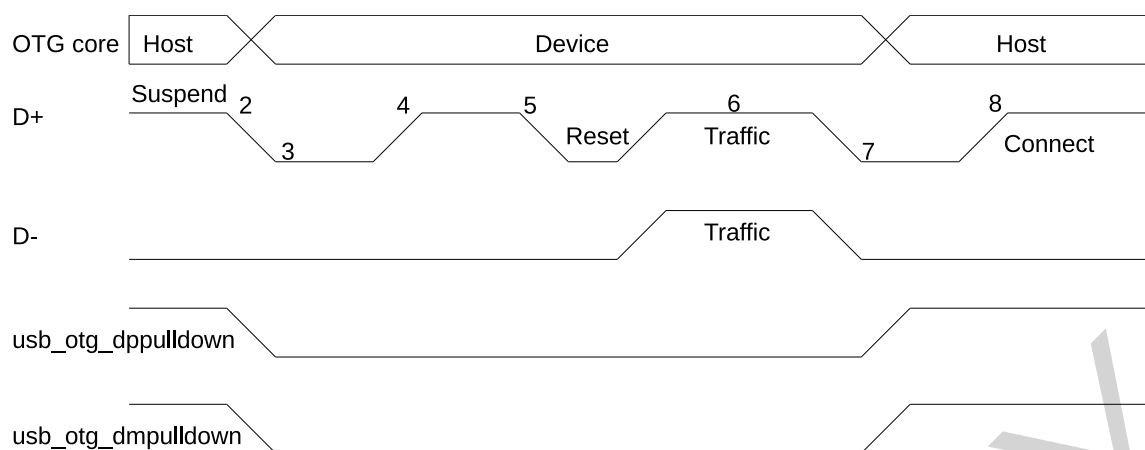 OTG core Host Device Host
Suspend 2 4 5 6 8
D+
3 Reset Traffic 7 Connect
D- Traffic
usb_otg_dppulldown
usb_otg_dmpulldown